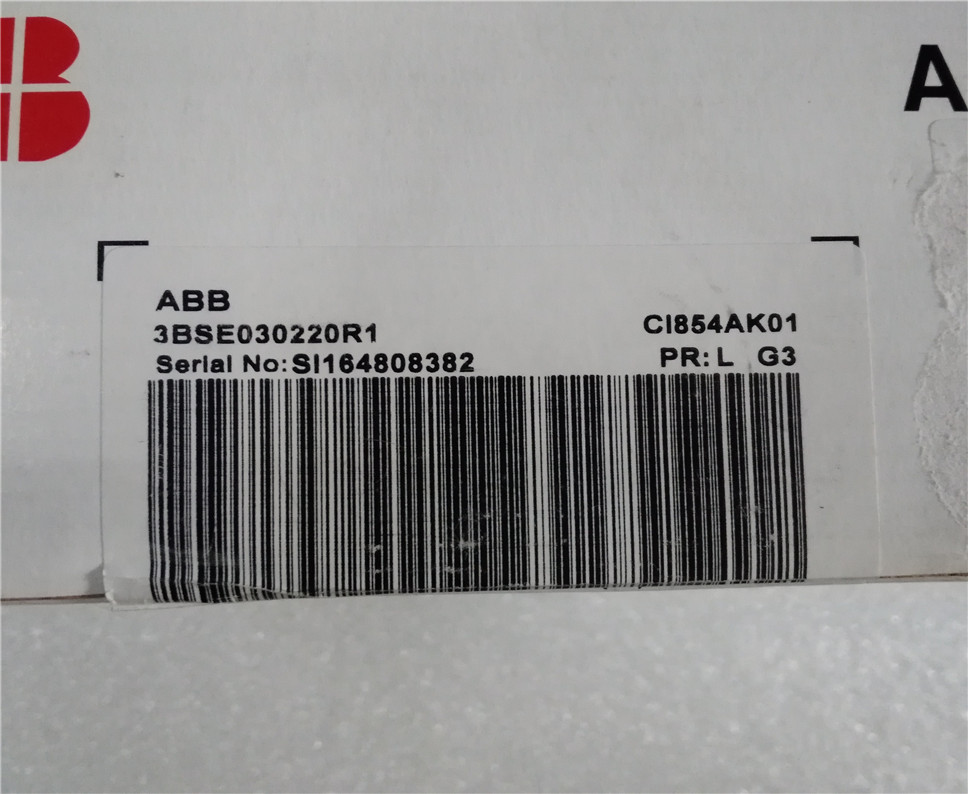 ABB
3BSE030220R1
CI854AK01
Serial No:SI164808382
PR:L G3